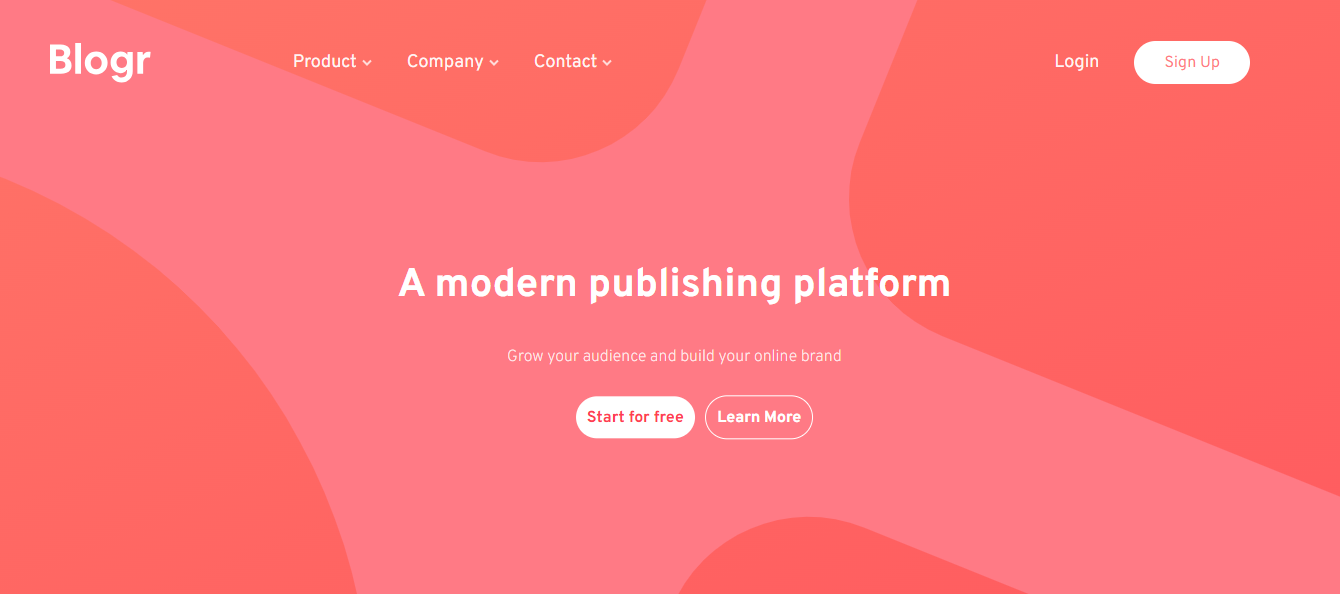 Blogr Product Company Contact Login Sign Up
A modern publishing platform
Grow your audience and build your online brand
Start for free Learn More